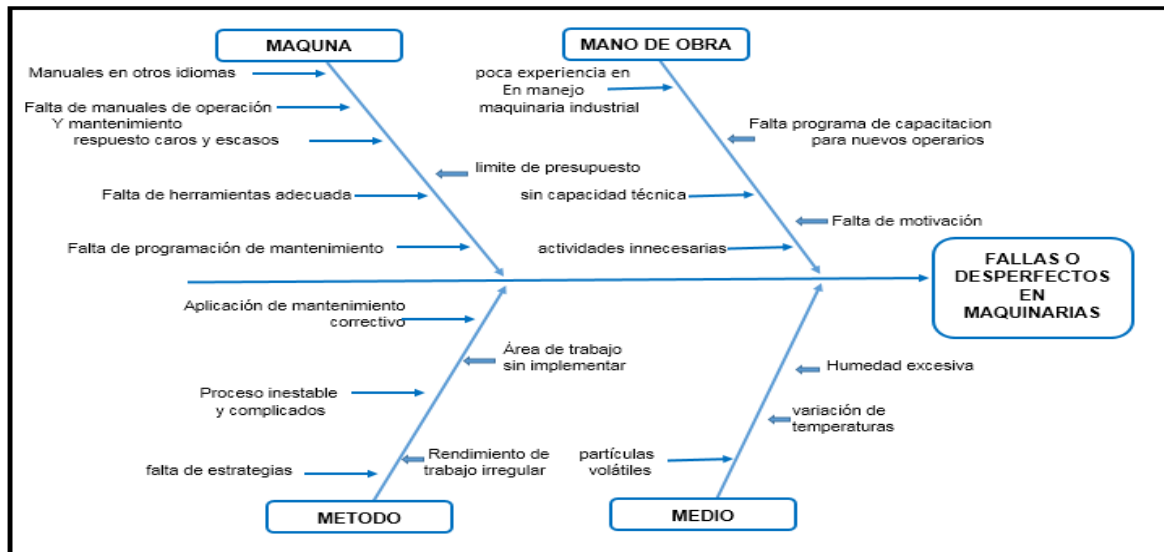 MAQUNA
Manuales en otros idiomas
Falta de manuales de operación
Y mantenimiento
respuesto caros y escasos
limite de presupuesto
Falta de herramientas adecuada
Falta de programación de mantenimiento
MANO DE OBRA
poca experiencia en
En manejo
maquinaria industrial
Falta programa de capacitacion
para nuevos operarios
sin capacidad técnica
Falta de motivación
actividades innecesarias
FALLAS O
DESPERFECTOS
EN
MAQUINARIAS
Aplicación de mantenimiento
correctivo
Área de trabajo
sin implementar
Proceso inestable
y complicados
Rendimiento de
trabajo irregular
falta de estrategias
METODO
Humedad excesiva
variación de
temperaturas
partículas
volátiles
MEDIO